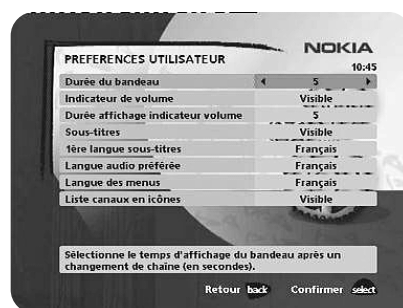 NOKIA
PREFERENCES UTILISATEUR
10:45
Durée du bandeau 5
Indicateur de volume Visible
Durée affichage indicateur volume 5
Sous-titres Visible
1ère langue sous-titres Français
Langue audio préférée Français
Langue des menus Français
Liste canaux en icônes Visible
Sélectionne le temps d'affichage du bandeau après un
changement de chaîne (en secondes).
Retour back Confirmer select